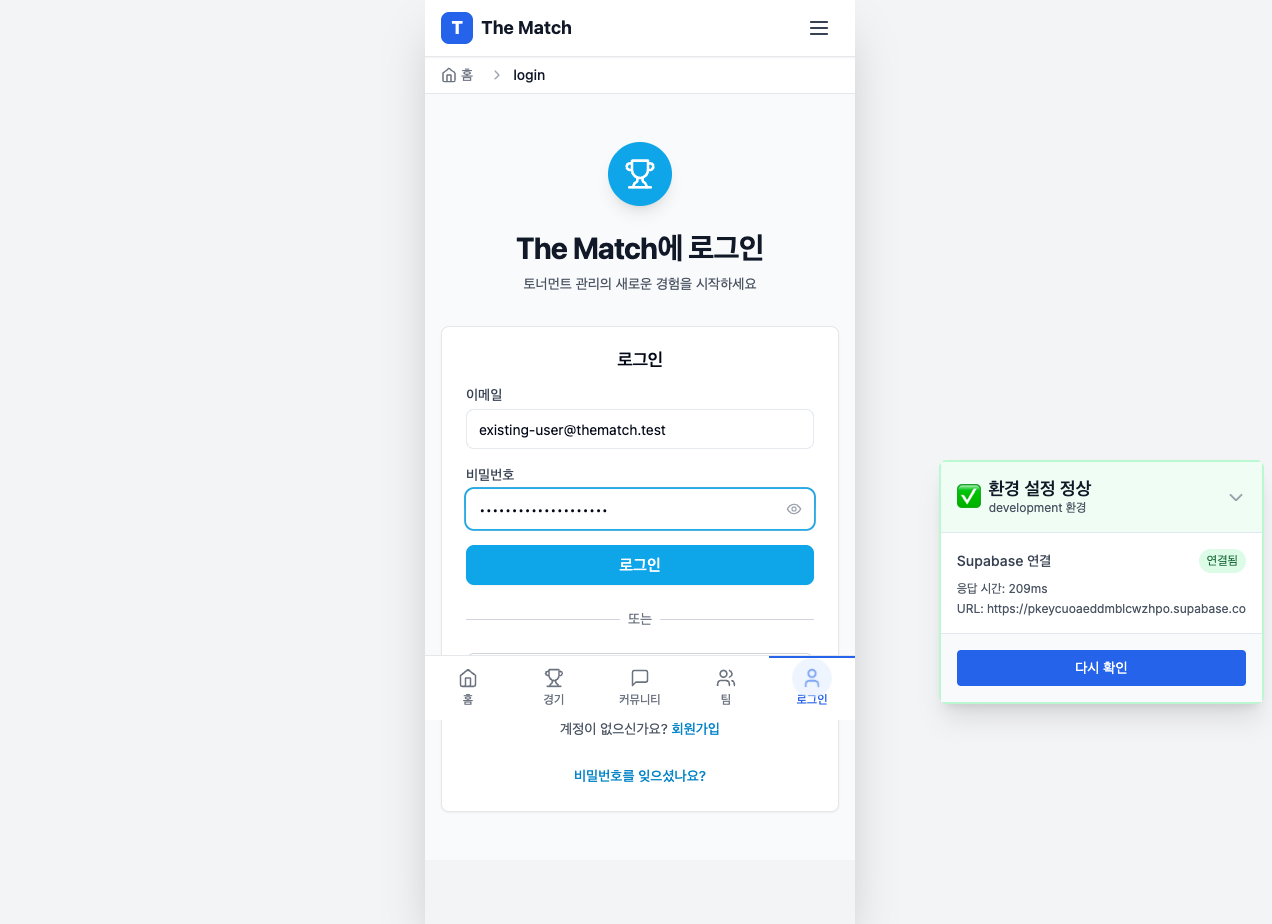 T The Match
홈 > login
The Match에 로그인
토너먼트 관리의 새로운 경험을 시작하세요
로그인
이메일
existing-user@thematch.test
비밀번호
••••••••••••••••••••
로그인
또는
홈 경기 커뮤니티 팀 로그인
계정이 없으신가요? 회원가입
비밀번호를 잊으셨나요?
환경 설정 정상
development 환경
Supabase 연결 연결됨
응답 시간: 209ms
URL: https://pkeycuoaeddmblcwzhpo.supabase.co
다시 확인